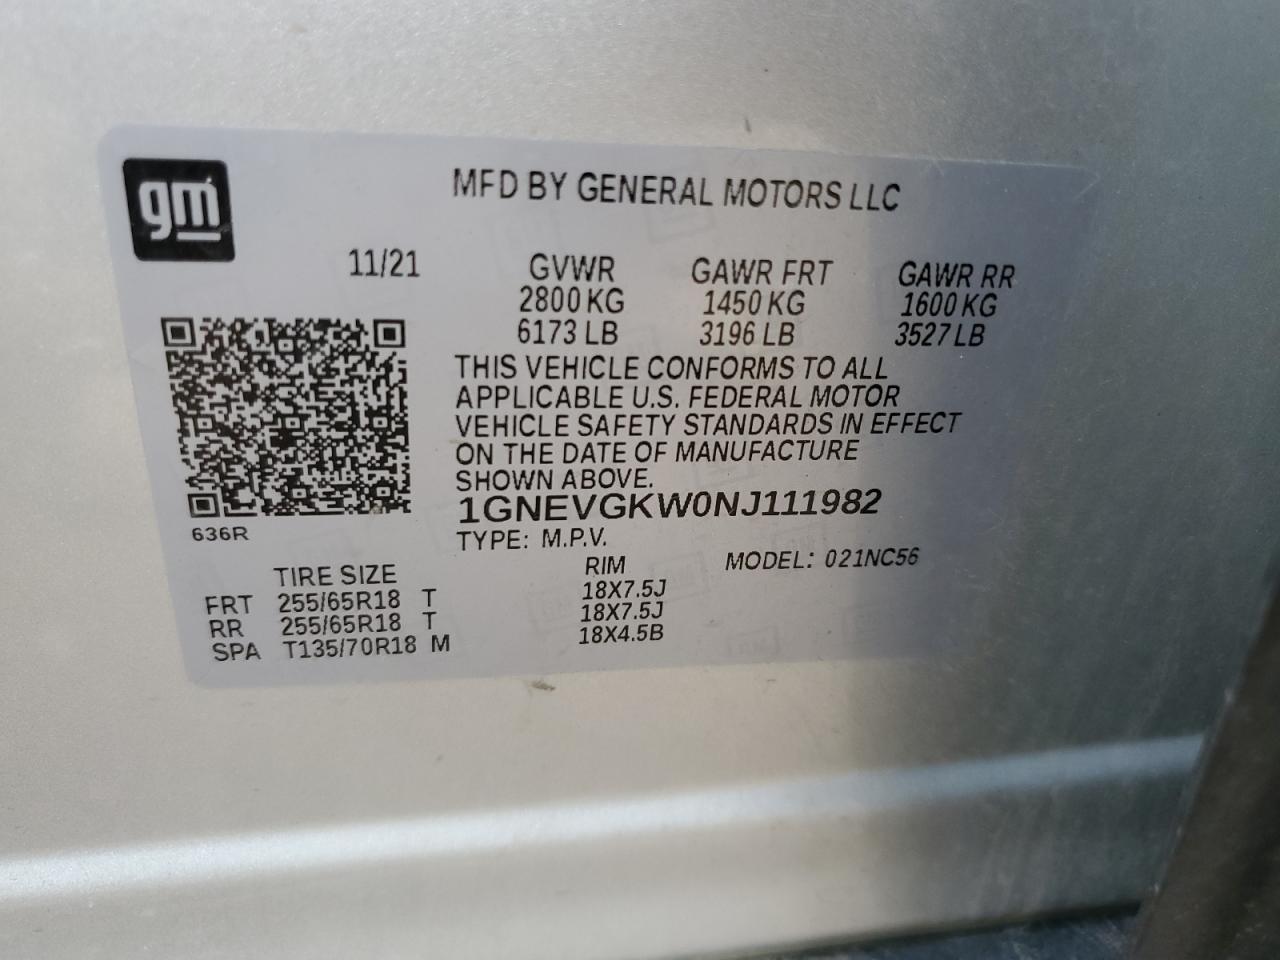 gm
MFD BY GENERAL MOTORS LLC
11/21 GVWR GAWR FRT GAWR RR
2800 KG 1450 KG 1600 KG
6173 LB 3196 LB 3527 LB
THIS VEHICLE CONFORMS TO ALL
APPLICABLE U.S. FEDERAL MOTOR
VEHICLE SAFETY STANDARDS IN EFFECT
ON THE DATE OF MANUFACTURE
SHOWN ABOVE.
1GNEVGKW0NJ111982
636R
TYPE: M.P.V. MODEL: 021NC56
TIRE SIZE RIM
FRT 255/65R18 T 18X7.5J
RR 255/65R18 T 18X7.5J
SPA T135/70R18 M 18X4.5B